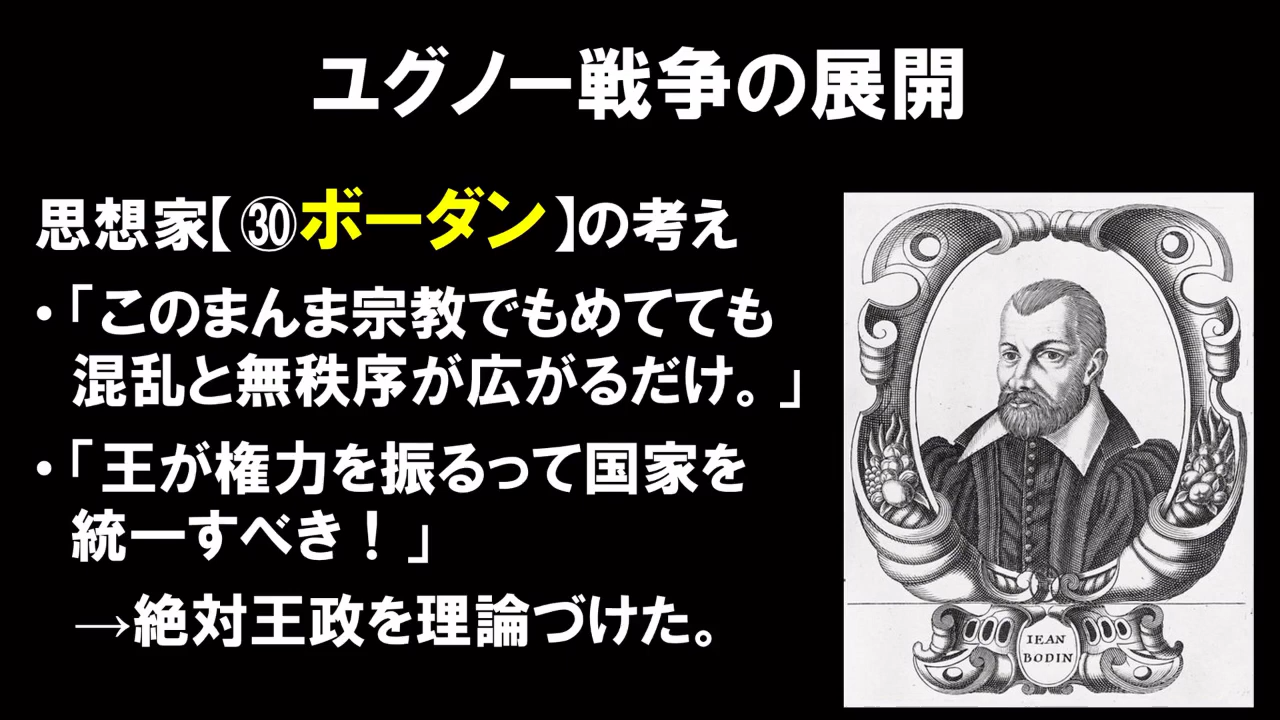 ユグノー戦争の展開
思想家【㉚ボーダン】の考え
・「このまんま宗教でもめてても
混乱と無秩序が広がるだけ。」
・「王が権力を振るって国家を
統一すべき！」
→絶対王政を理論づけた。
IEAN
BODIN